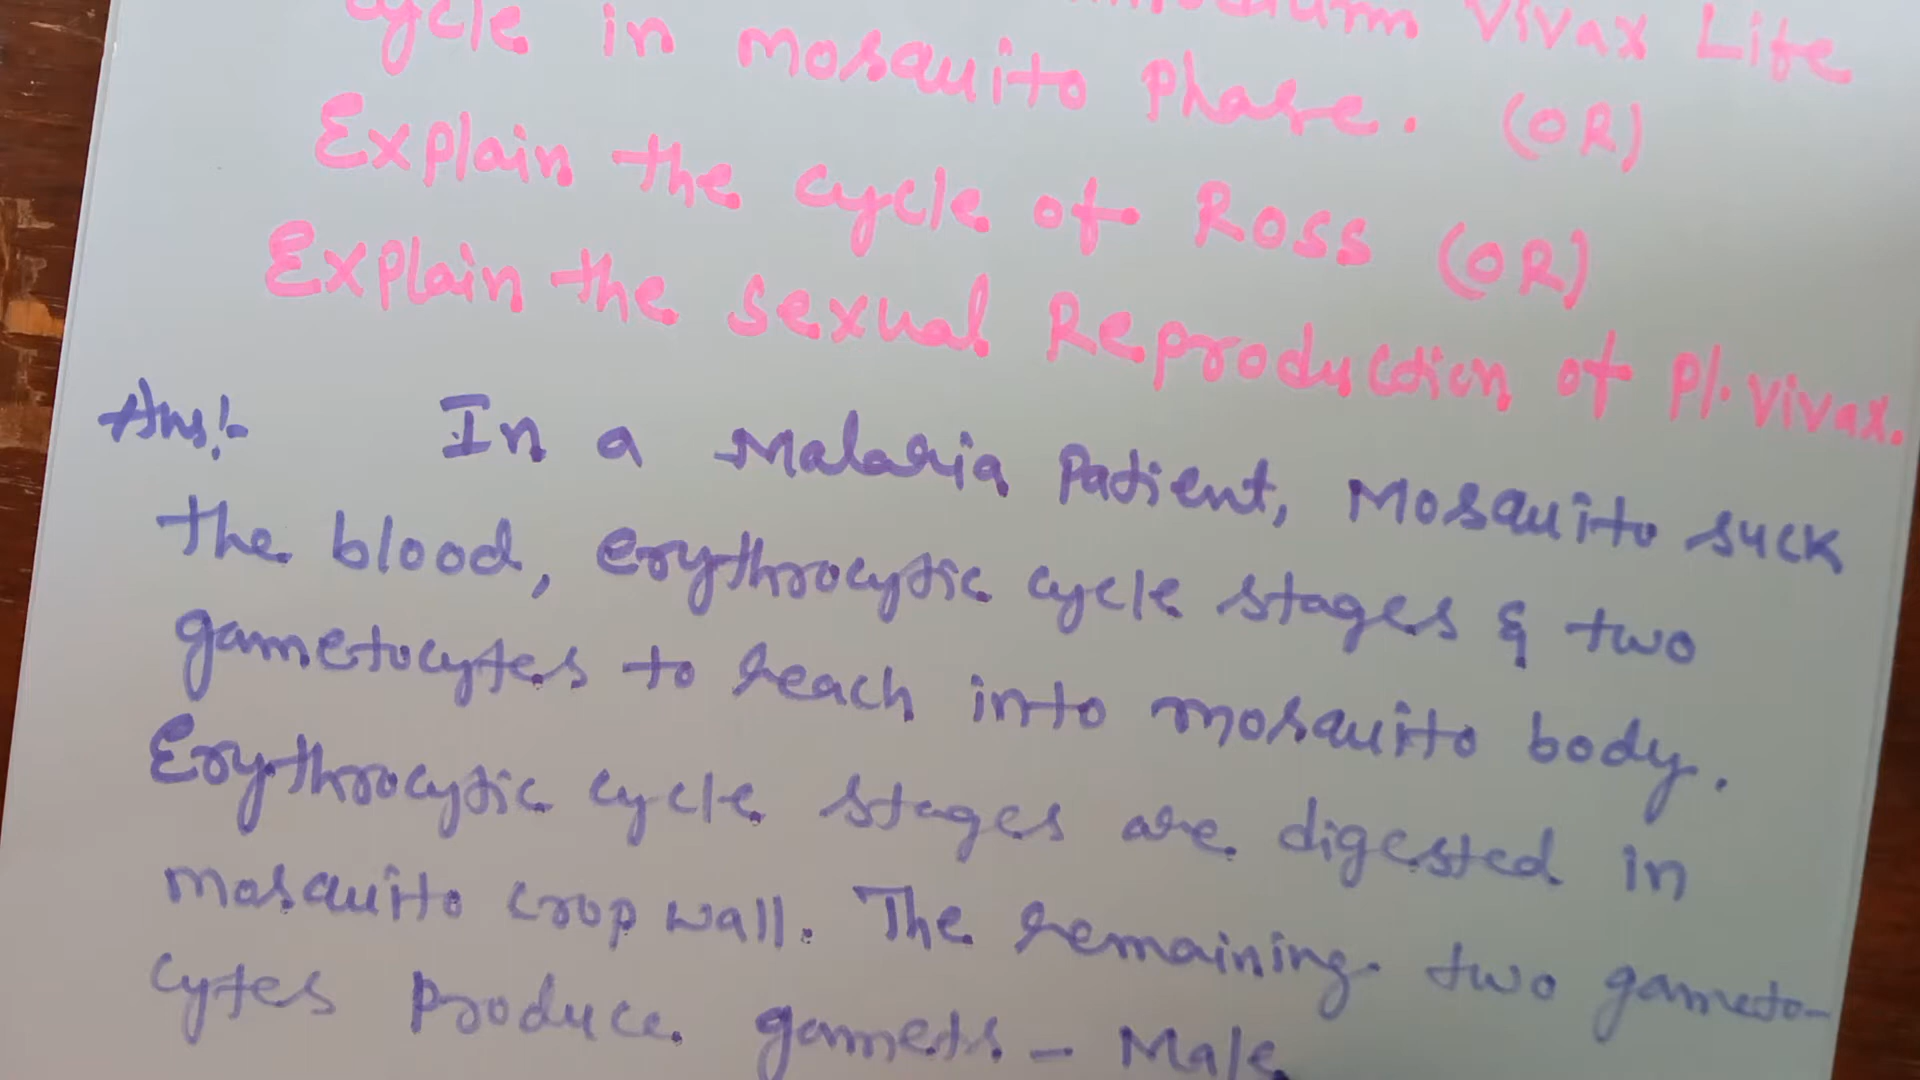 Vivax Life
cycle in mosquito Phase. (OR)
Explain the cycle of Ross (OR)
Explain the sexual Reproduction of Pl. Vivax.
Ans:- In a Malaria Patient, Mosquito suck
the blood, erythrocytic cycle stages & two
gametocytes to reach into mosquito body.
Erythrocytic cycle stages are digested in
mosquito crop wall. The remaining two gameto-
cytes produce gamets - Male